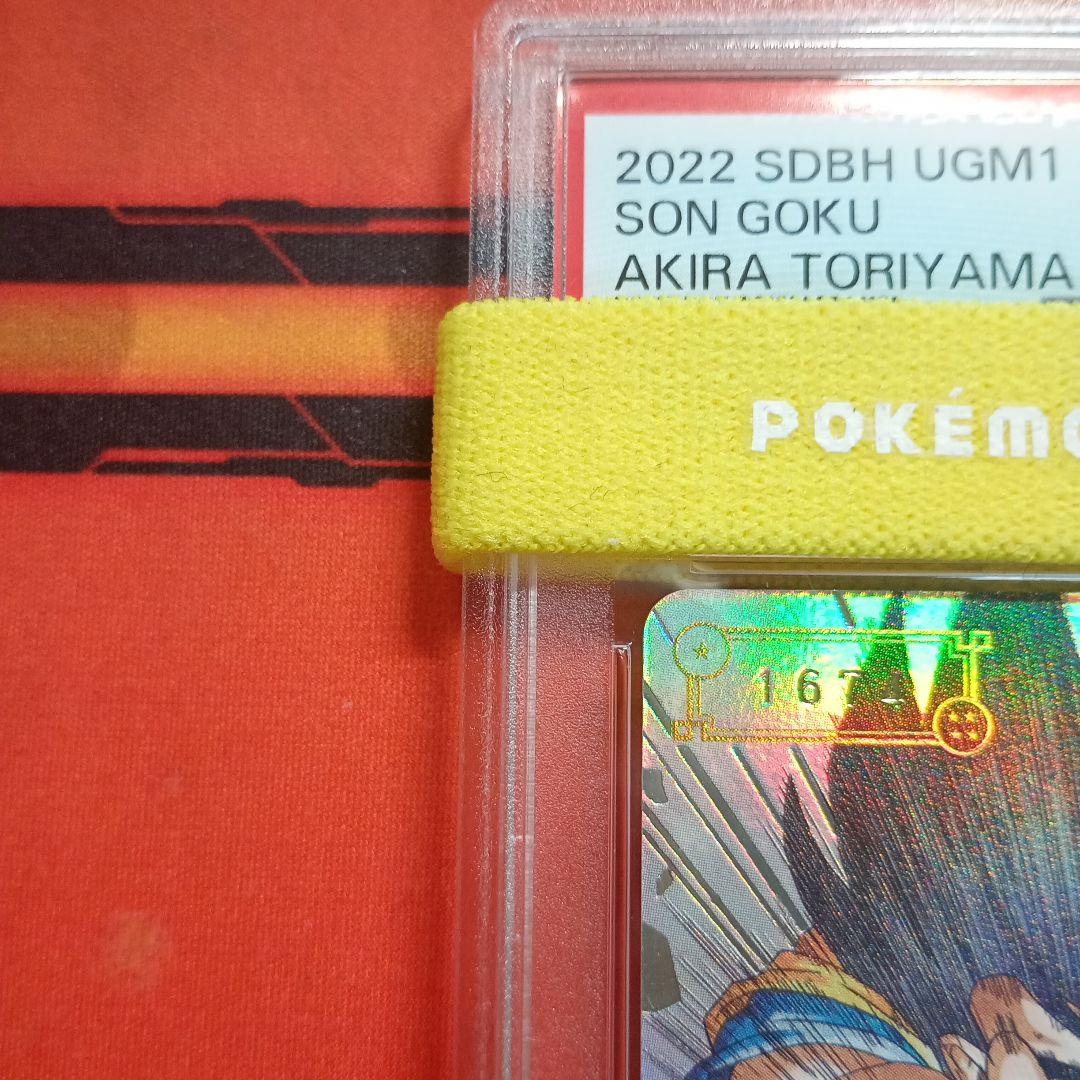 2022 SDBH UGM1
SON GOKU
AKIRA TORIYAMA
POKÉMO